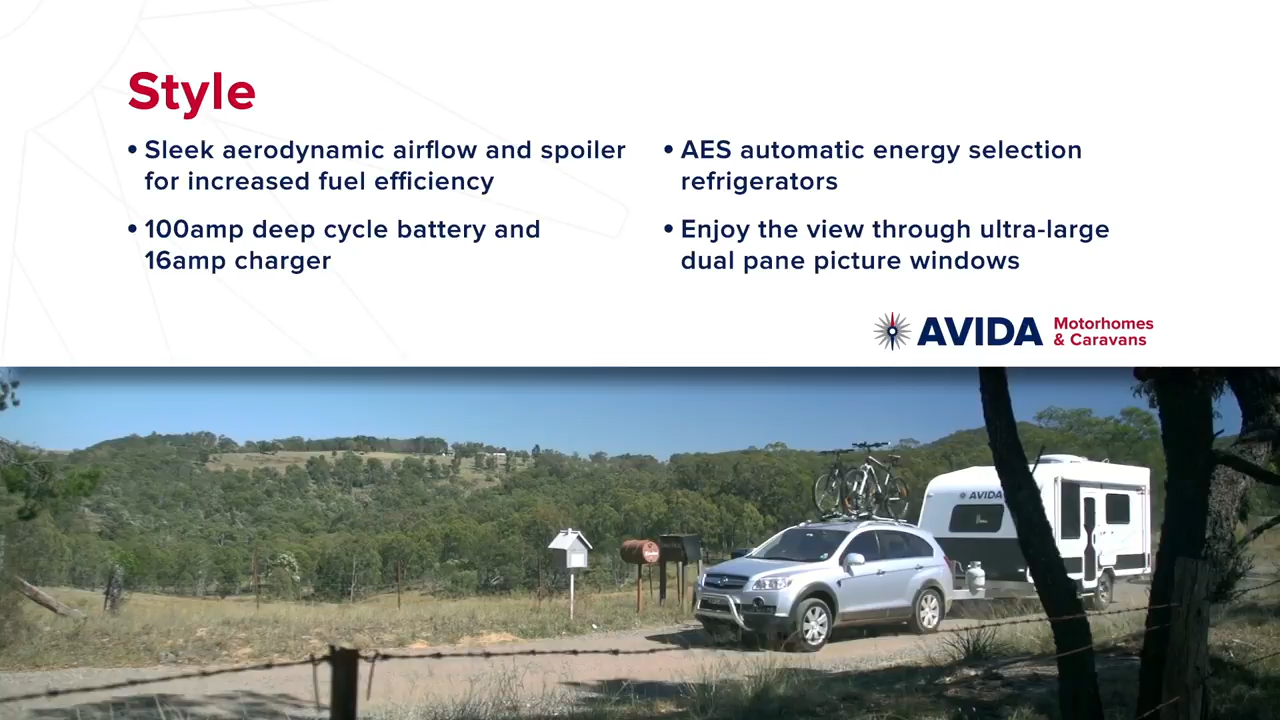 Style
• Sleek aerodynamic airflow and spoiler
for increased fuel efficiency
• 100amp deep cycle battery and
16amp charger
• AES automatic energy selection
refrigerators
• Enjoy the view through ultra-large
dual pane picture windows
AVIDA Motorhomes
& Caravans
AVIDA